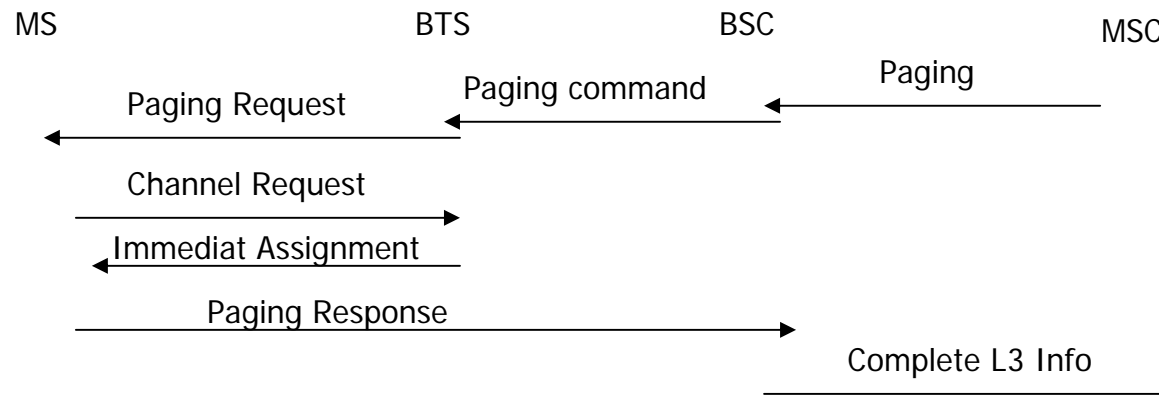 MS BTS BSC MSC
Paging
Paging command
Paging Request
Channel Request
Immediat Assignment
Paging Response
Complete L3 Info